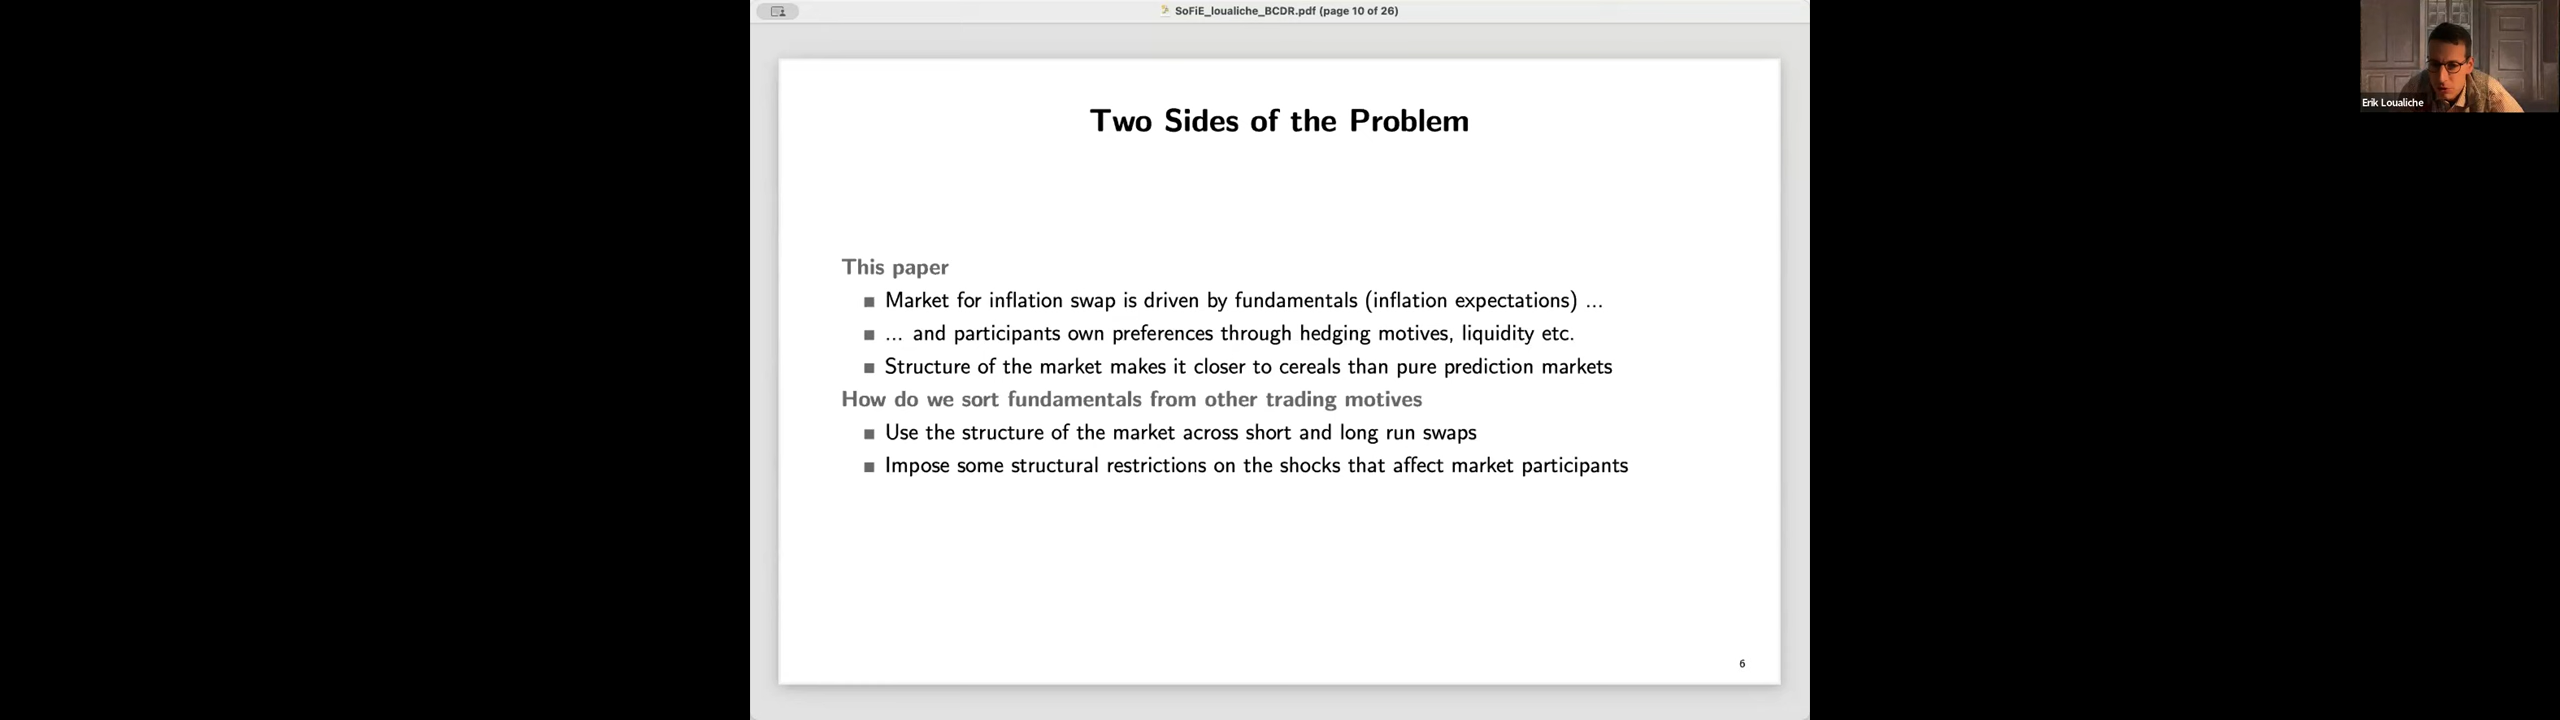 SoFiE_loualiche_BCDR.pdf (page 10 of 26)
Erik Loualiche
Two Sides of the Problem
This paper
■ Market for inflation swap is driven by fundamentals (inflation expectations) ...
■ ... and participants own preferences through hedging motives, liquidity etc.
■ Structure of the market makes it closer to cereals than pure prediction markets
How do we sort fundamentals from other trading motives
■ Use the structure of the market across short and long run swaps
■ Impose some structural restrictions on the shocks that affect market participants
6